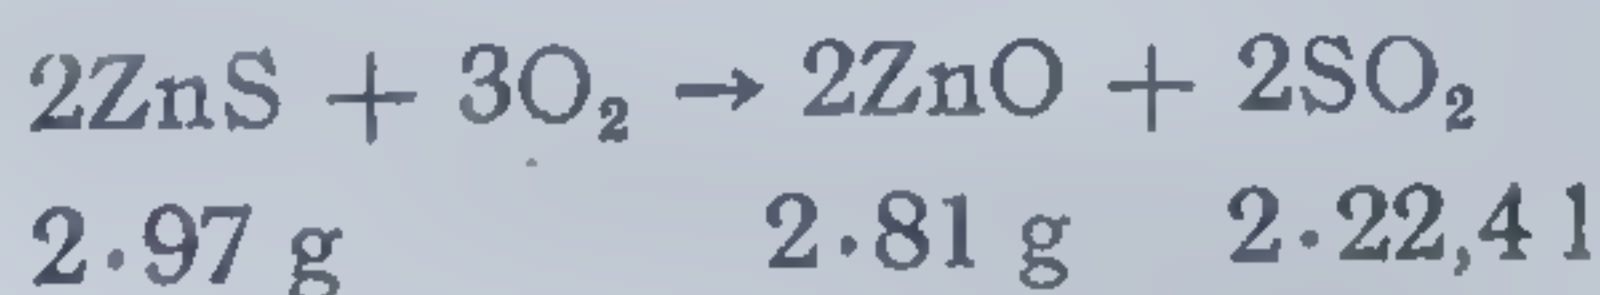 2ZnS + 3O₂ → 2ZnO + 2SO₂
2·97 g 2·81 g 2·22,4 l